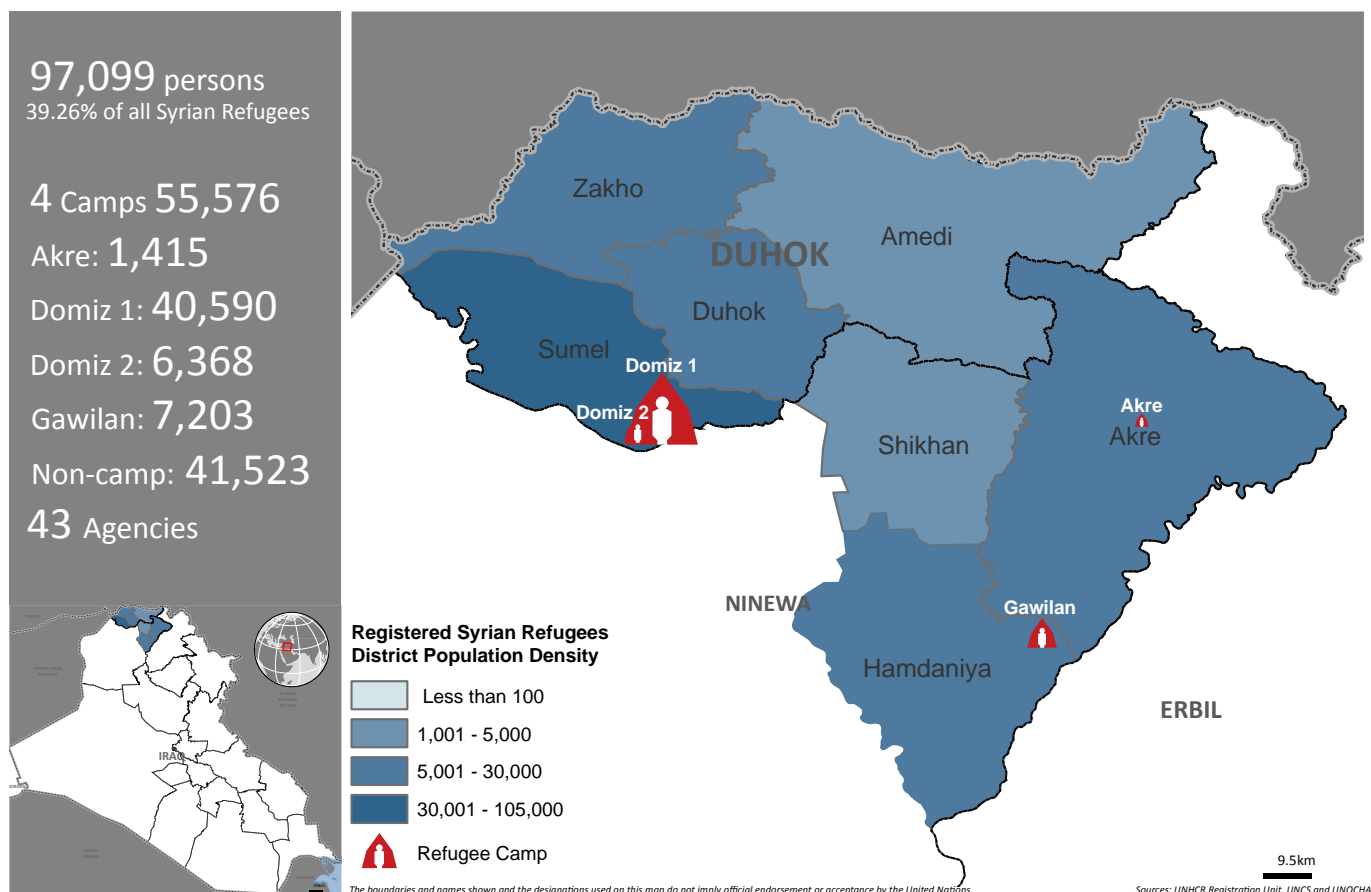 97,099 persons
39.26% of all Syrian Refugees
4 Camps 55,576
Akre: 1,415
Domiz 1: 40,590
Domiz 2: 6,368
Gawilan: 7,203
Non-camp: 41,523
43 Agencies
Zakho
Amedi
DUHOK
Duhok
Sumel
Domiz 1
Domiz 2
Shikhan
Akre
Akre
NINEWA
Gawilan
Hamdaniya
ERBIL
IRAQ
Registered Syrian Refugees
District Population Density
Less than 100
1,001 - 5,000
5,001 - 30,000
30,001 - 105,000
Refugee Camp
9.5km
The boundaries and names shown and the designations used on this map do not imply official endorsement or acceptance by the United Nations.
Sources: UNHCR Registration Unit, UNCS and UNOCHA